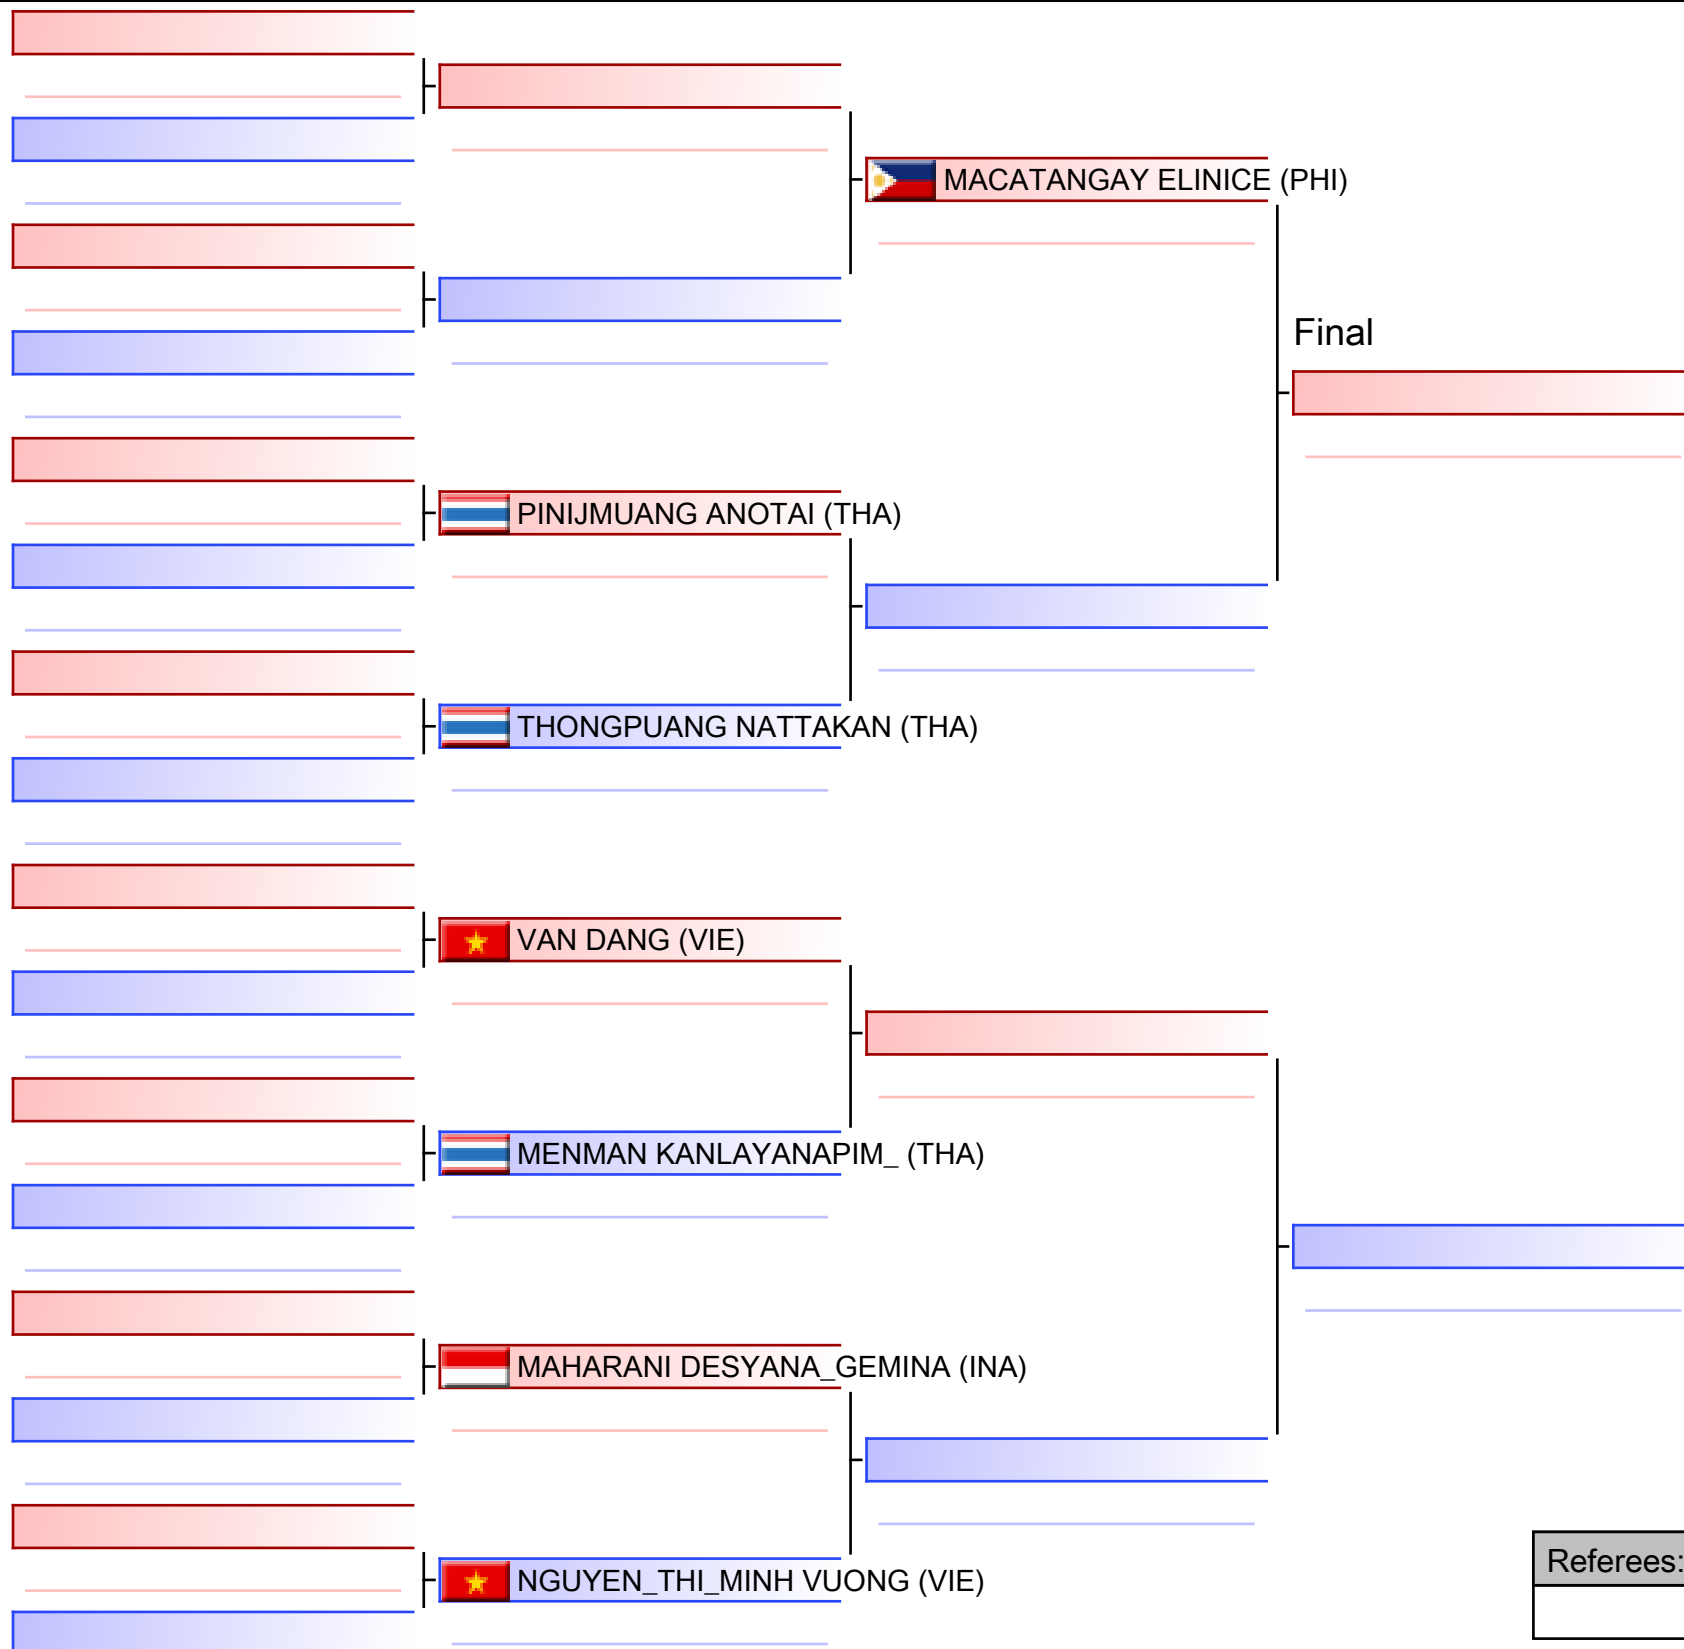 MACATANGAY ELINICE (PHI)
Final
PINIJMUANG ANOTAI (THA)
THONGPUANG NATTAKAN (THA)
VAN DANG (VIE)
MENMAN KANLAYANAPIM_ (THA)
MAHARANI DESYANA_GEMINA (INA)
NGUYEN_THI_MINH VUONG (VIE)
Referees: